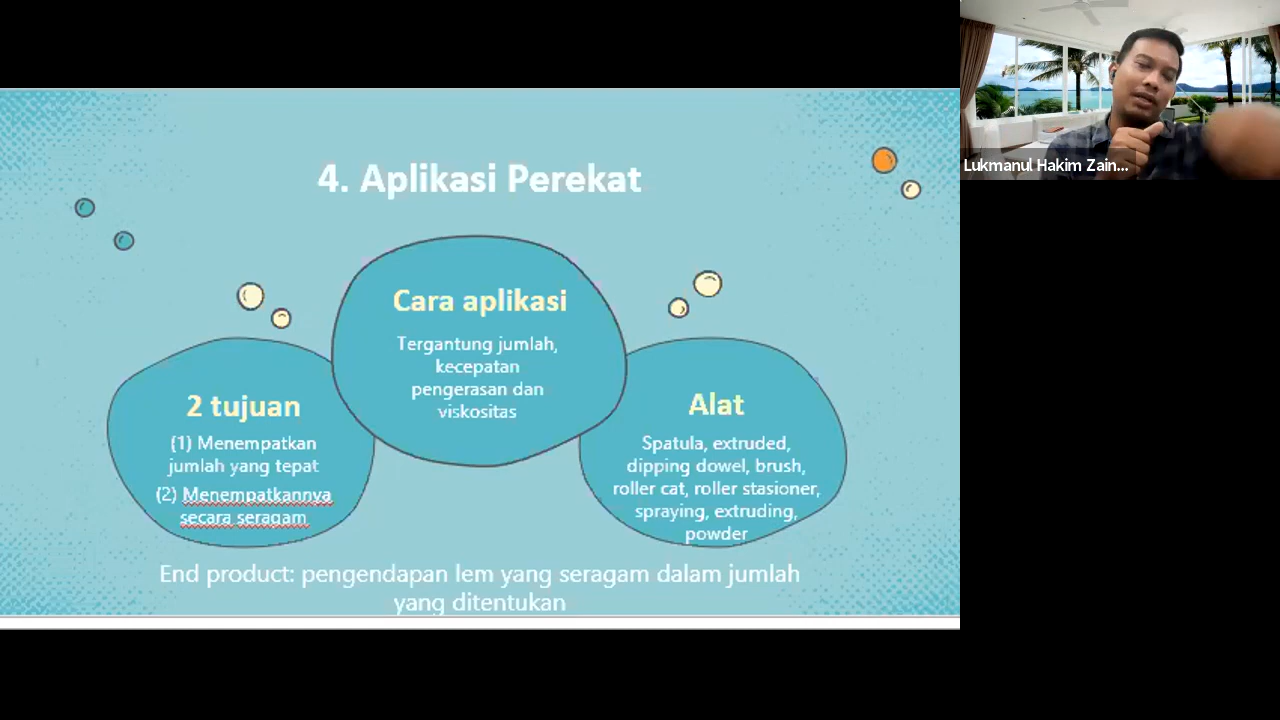 4. Aplikasi Perekat
Cara aplikasi
Tergantung jumlah,
kecepatan
pengerasan dan
viskositas
2 tujuan
(1) Menempatkan
jumlah yang tepat
(2) Menempatkannya
secara seragam
Alat
Spatula, extruded,
dipping dowel, brush,
roller cat, roller stasioner,
spraying, extruding,
powder
End product: pengendapan lem yang seragam dalam jumlah
yang ditentukan
Lukmanul Hakim Zain...